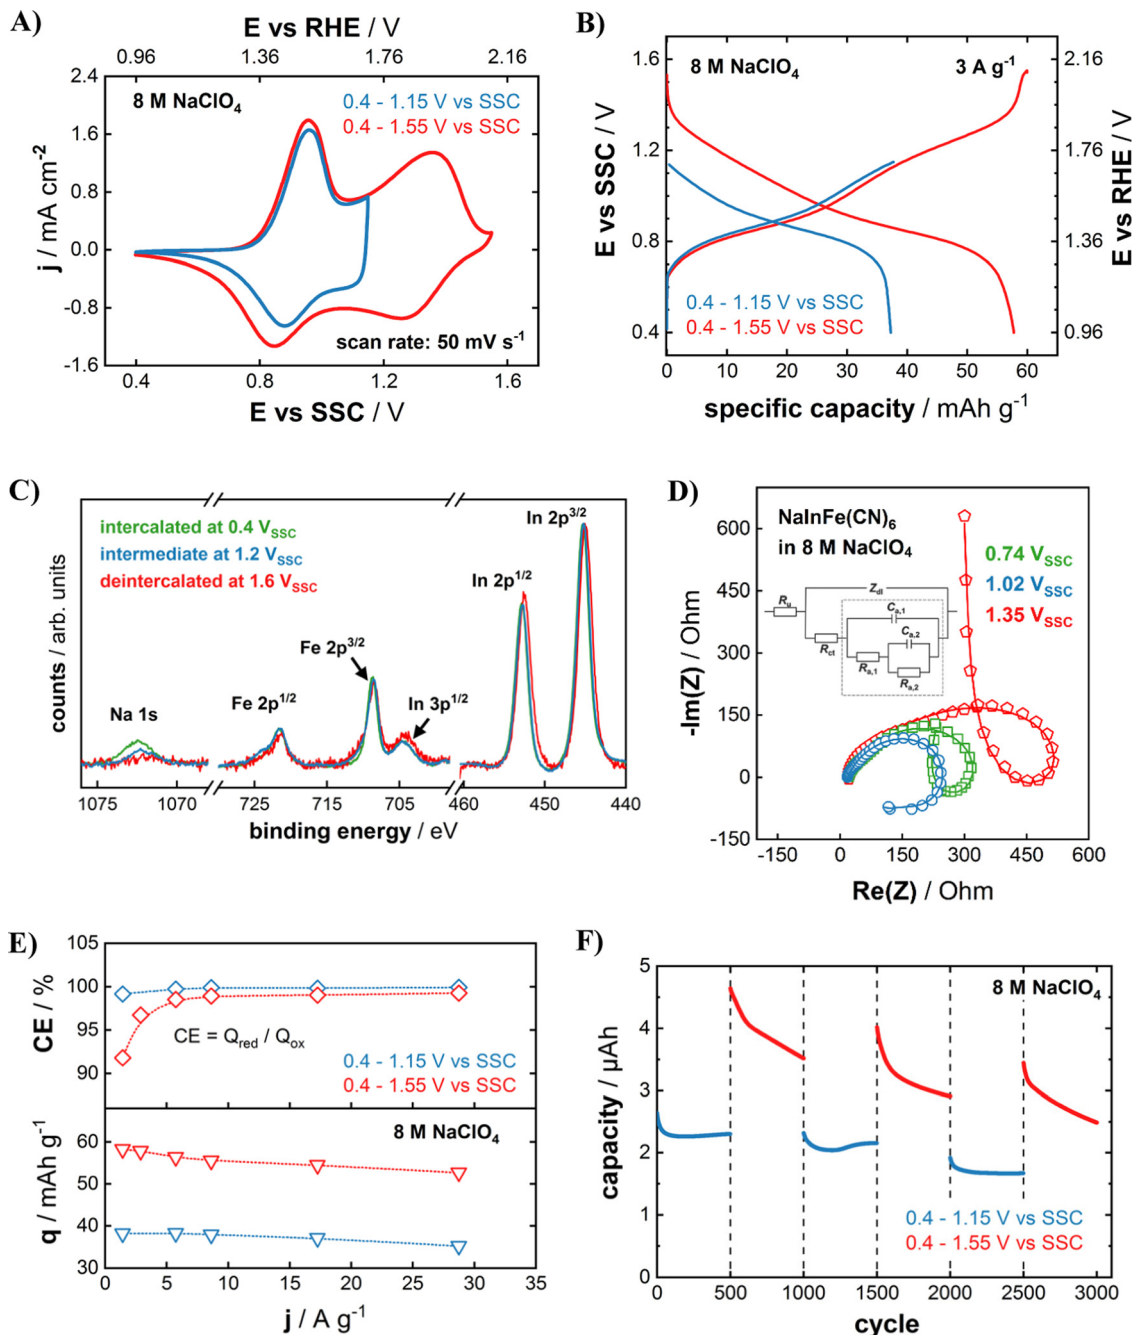 A)
E vs RHE / V
0.96 1.36 1.76 2.16
8 M NaClO4
0.4 - 1.15 V vs SSC
0.4 - 1.55 V vs SSC
j / mA cm-2
2.4
1.6
0.8
0.0
-0.8
-1.6
scan rate: 50 mV s-1
0.4 0.8 1.2 1.6
E vs SSC / V
B)
8 M NaClO4
3 A g-1
E vs SSC / V
1.6
1.2
0.8
0.4
E vs RHE / V
2.16
1.76
1.36
0.96
0.4 - 1.15 V vs SSC
0.4 - 1.55 V vs SSC
0 10 20 30 40 50 60
specific capacity / mAh g-1
C)
intercalated at 0.4 VSSC
intermediate at 1.2 VSSC
deintercalated at 1.6 VSSC
In 2p3/2
In 2p1/2
Fe 2p3/2
Fe 2p1/2
In 3p1/2
Na 1s
counts / arb. units
1075 1070 725 715 705 460 450 440
binding energy / eV
D)
NaInFe(CN)6
in 8 M NaClO4
0.74 VSSC
1.02 VSSC
1.35 VSSC
Zdl
Ru
Rct
Ca,1
Ca,2
Ra,1
Ra,2
-Im(Z) / Ohm
600
450
300
150
0
-150
-150 0 150 300 450 600
Re(Z) / Ohm
E)
CE / %
105
100
95
90
CE = Qred / Qox
0.4 - 1.15 V vs SSC
0.4 - 1.55 V vs SSC
8 M NaClO4
q / mAh g-1
60
50
40
30
0 5 10 15 20 25 30 35
j / A g-1
F)
8 M NaClO4
capacity / µAh
5
4
3
2
1
0
0.4 - 1.15 V vs SSC
0.4 - 1.55 V vs SSC
0 500 1000 1500 2000 2500 3000
cycle